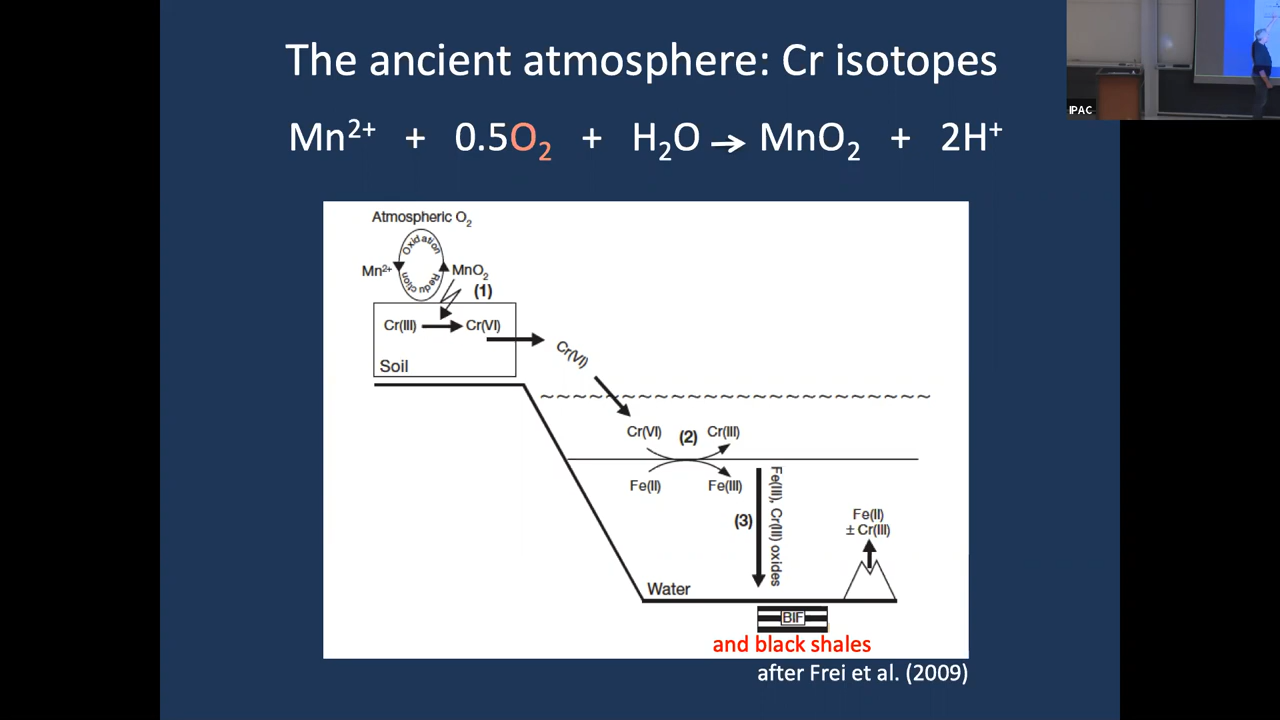 The ancient atmosphere: Cr isotopes
Mn2+ + 0.5O2 + H2O → MnO2 + 2H+
IPAC
Atmospheric O2
Oxidation
Mn2+
MnO2
Reduction
(1)
Cr(III) Cr(VI)
Soil
Cr(VI)
Cr(VI) (2) Cr(III)
Fe(II) Fe(III)
(3)
Fe(III), Cr(III) oxides
Fe(II)
± Cr(III)
Water
BIF
and black shales
after Frei et al. (2009)